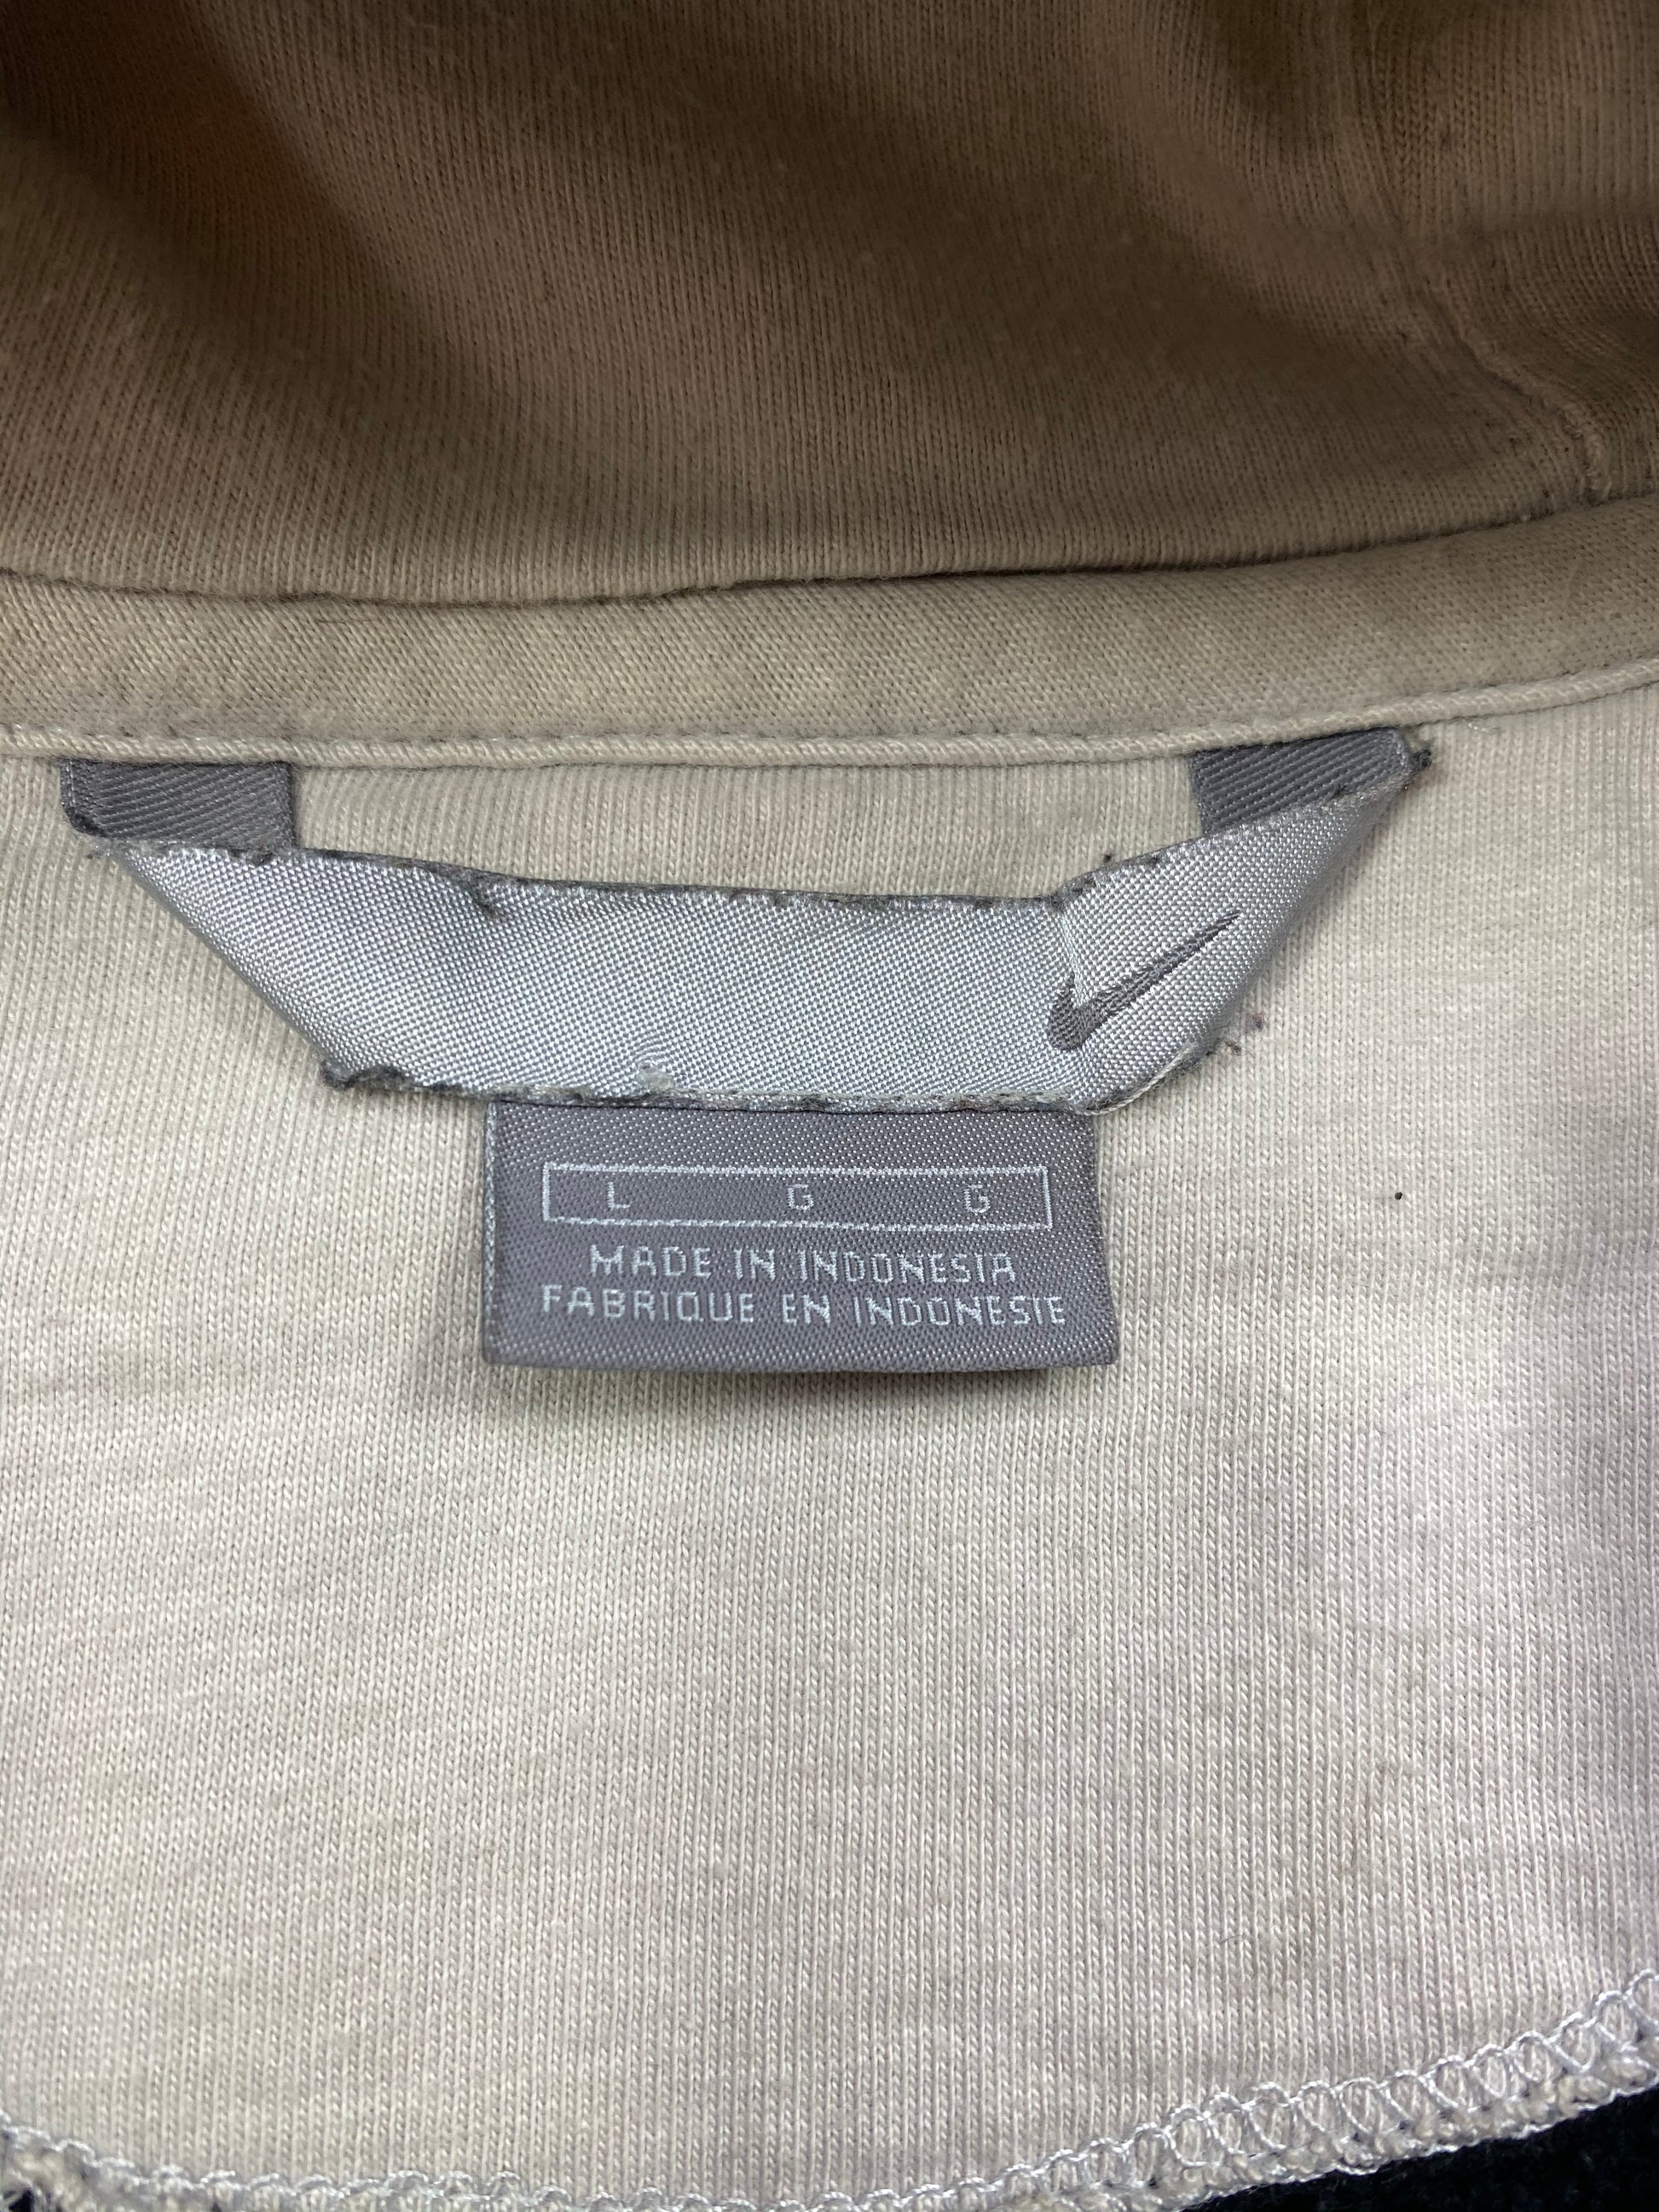 L G G
MADE IN INDONESIA
FABRIQUE EN INDONESIE